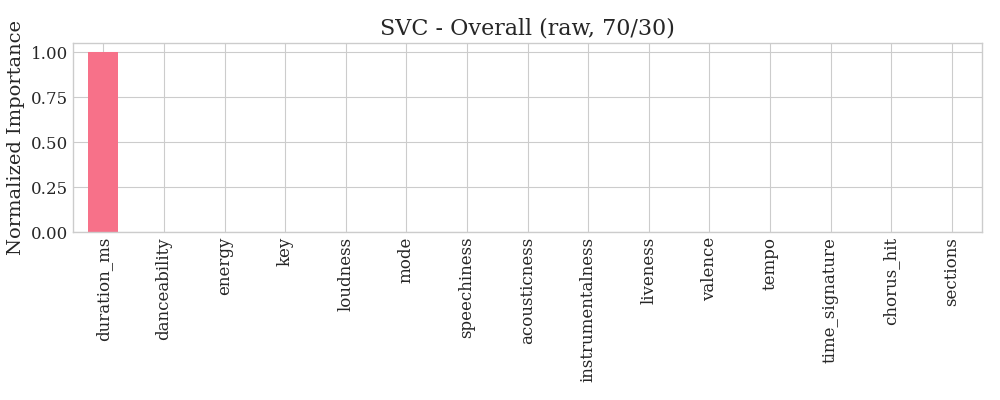 SVC - Overall (raw, 70/30)
Normalized Importance
1.00
0.75
0.50
0.25
0.00
duration_ms
danceability
energy
key
loudness
mode
speechiness
acousticness
instrumentalness
liveness
valence
tempo
time_signature
chorus_hit
sections